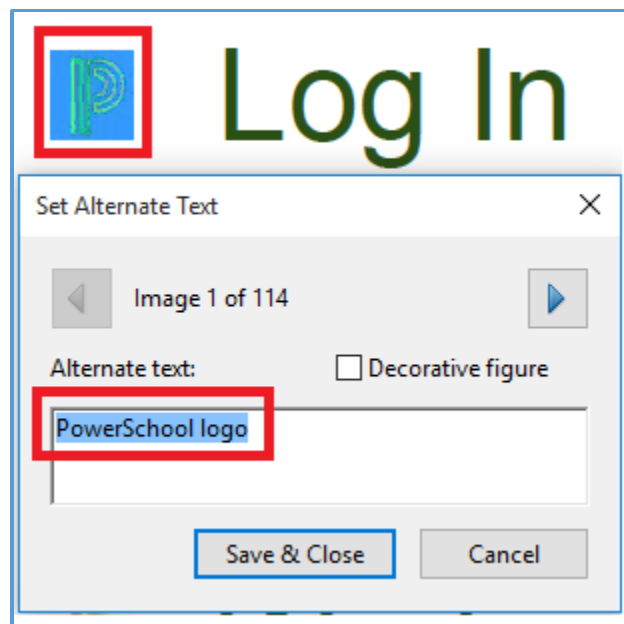 P Log In
Set Alternate Text
Image 1 of 114
Alternate text: Decorative figure
PowerSchool logo
Save & Close Cancel